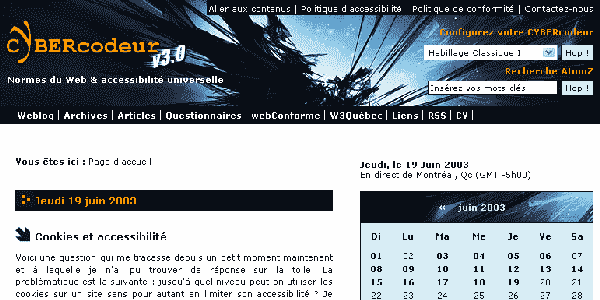 Aller aux contenus | Politique d'accessibilité | Politique de conformité | Contactez-nous
CYBERcodeur
v3.0
Normes du Web & accessibilité universelle
Configurez votre CYBERcodeur
Habillage Classique 1 Hop !
Recherche AtomZ
Insérez vos mots clés Hop !
Weblog | Archives | Articles | Questionnaires webConforme | W3Québec | Liens | RSS | CV |
Vous êtes ici : Page d'accueil
Jeudi 19 juin 2003
Cookies et accessibilité
Voici une question qui me tracasse depuis un petit moment maintenant
et à laquelle je n'ai pu trouver de réponse sur la toile. La
problématique est la suivante : jusqu'à quel niveau peut-on utiliser les
cookies sur un site sans pour autant en limiter son accessibilité ? Je
Jeudi, le 19 Juin 2003
En direct de Montréal, Qc (GMT -5h00)
« juin 2003
Di Lu Ma Me Je Ve Sa
01 02 03 04 05 06 07
08 09 10 11 12 13 14
15 16 17 18 19 20 21
22 23 24 25 26 27 28